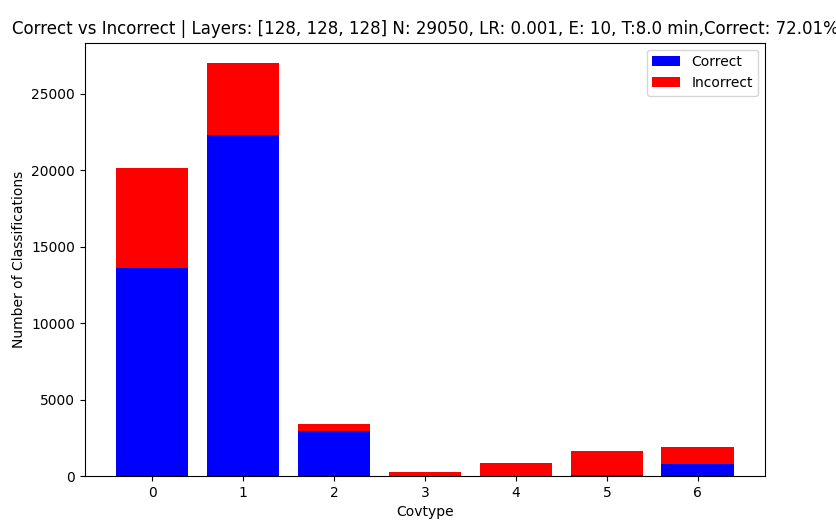 Correct vs Incorrect | Layers: [128, 128, 128] N: 29050, LR: 0.001, E: 10, T:8.0 min,Correct: 72.01%
Correct
Incorrect
Number of Classifications
25000
20000
15000
10000
5000
0
0 1 2 3 4 5 6
Covtype